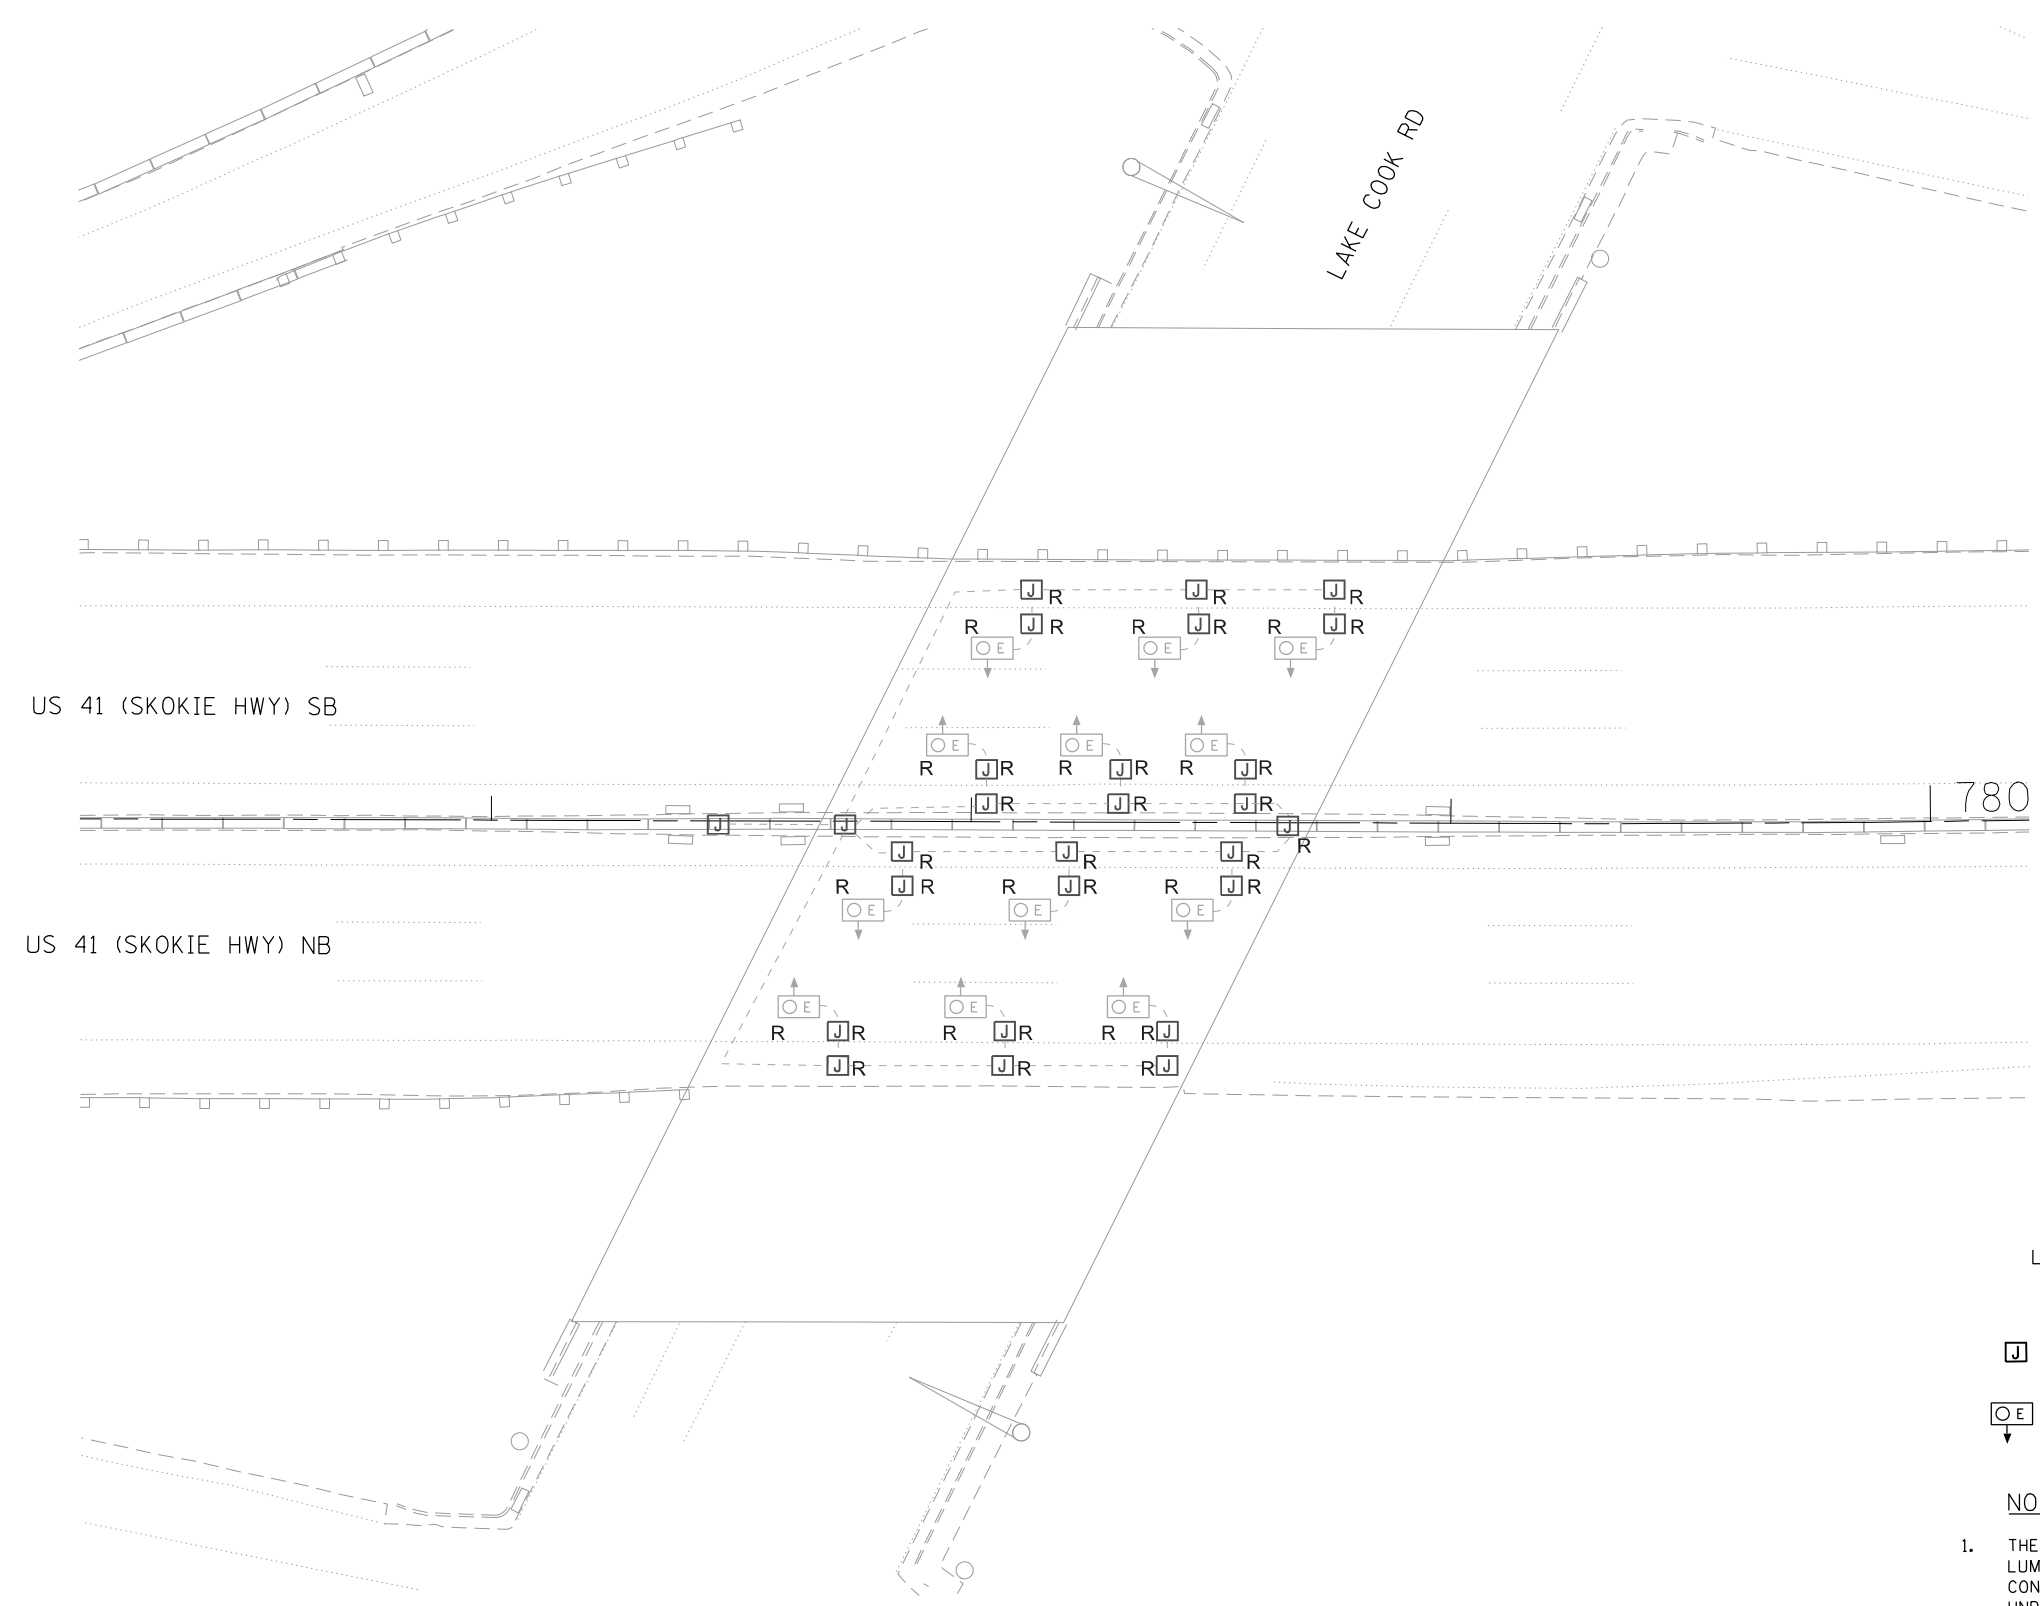 LAKE COOK RD
J R J R J R
R J R R J R R J R
E E E
US 41 (SKOKIE HWY) SB
E E E
R J R R J R R J R
J R J R J R
780
J J J R
J R J R J R
R J R R J R R J R
E E E
US 41 (SKOKIE HWY) NB
E E E
R J R R J R R R J
J R J R R J
L
J
E
NO
1. THE
LUM
CON